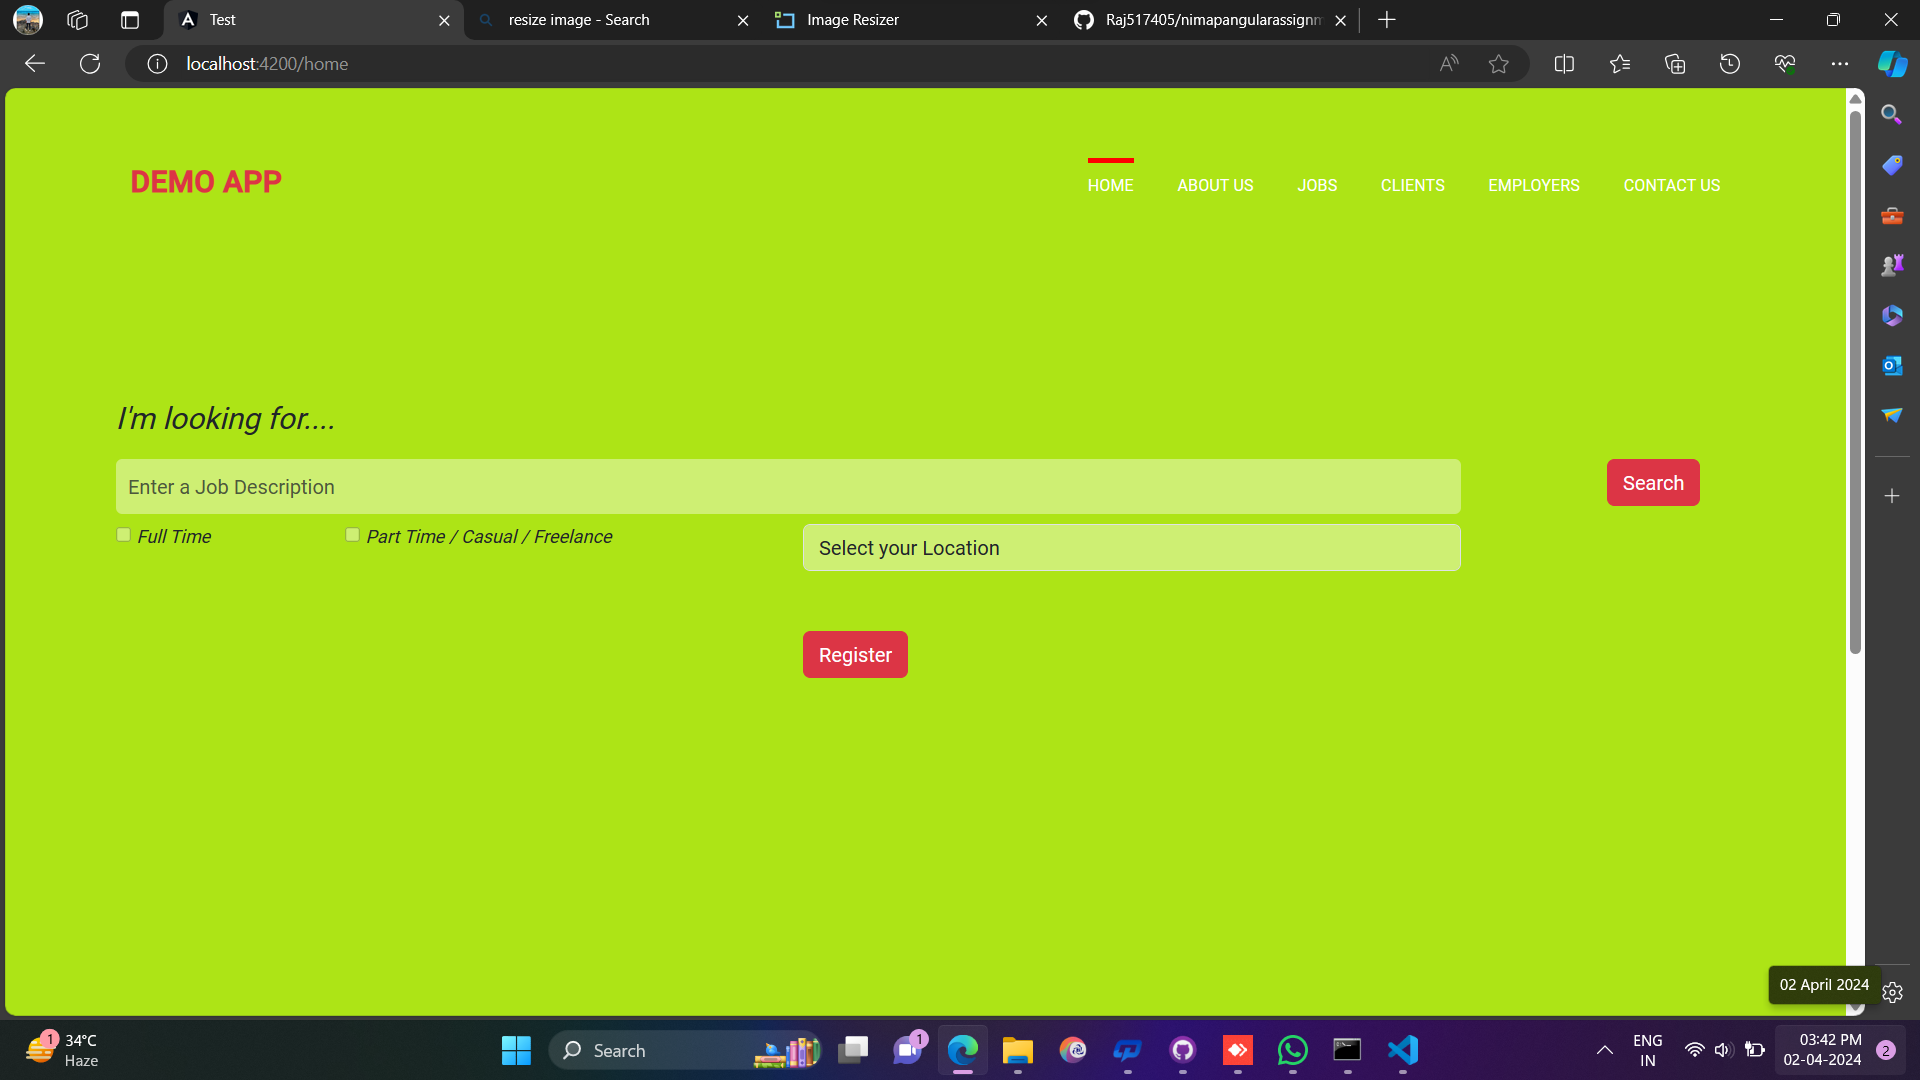 Test
resize image - Search
Image Resizer
Raj517405/nimapangularassignm
localhost:4200/home
DEMO APP
HOME
ABOUT US
JOBS
CLIENTS
EMPLOYERS
CONTACT US
I'm looking for....
Enter a Job Description
Search
Full Time
Part Time / Casual / Freelance
Select your Location
Register
02 April 2024
1
34°C
Haze
Search
1
ENG
IN
03:42 PM
02-04-2024
2